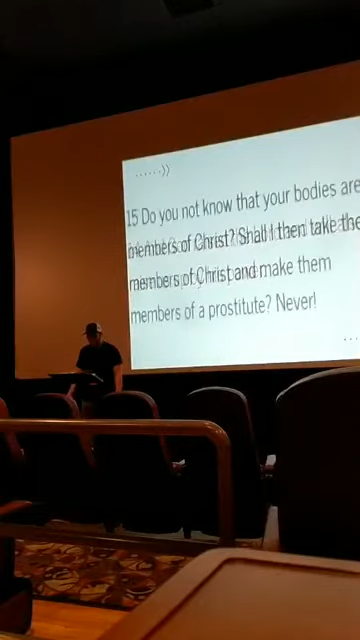 ......))
15 Do you not know that your bodies are
members of Christ? Shall I then take the
members of Christ and make them
members of a prostitute? Never!
...